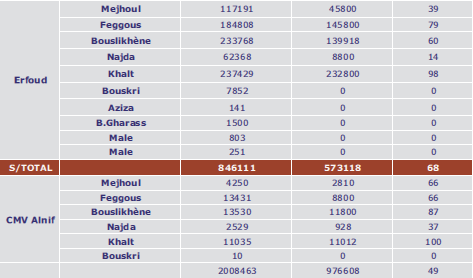 Mejhoul 117191 45800 39
Feggous 184808 145800 79
Bouslikhène 233768 139918 60
Najda 62368 8800 14
Erfoud Khalt 237429 232800 98
Bouskri 7852 0 0
Aziza 141 0 0
B.Gharass 1500 0 0
Male 803 0 0
Male 251 0 0
S/TOTAL 846111 573118 68
Mejhoul 4250 2810 66
Feggous 13431 8800 66
Bouslikhène 13530 11800 87
CMV Alnif Najda 2529 928 37
Khalt 11035 11012 100
Bouskri 10 0 0
2008463 976608 49